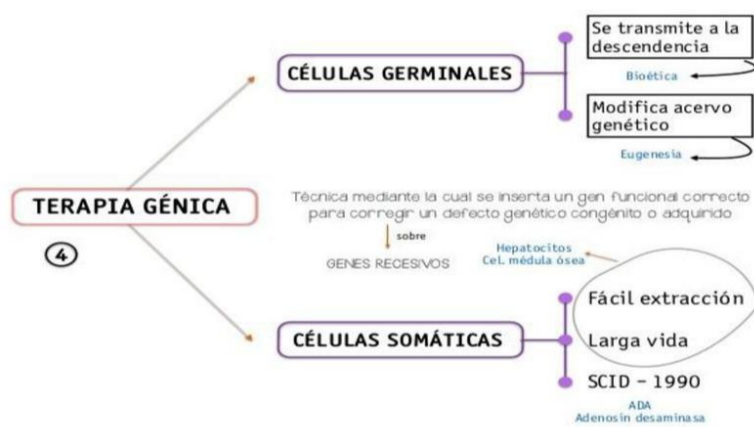 Se transmite a la
descendencia
CÉLULAS GERMINALES
Bioética
Modifica acervo
genético
Eugenesia
TERAPIA GÉNICA
Técnica mediante la cual se inserta un gen funcional correcto
para corregir un defecto genético congénito o adquirido
4
sobre
GENES RECESIVOS
Hepatocitos
Cel. médula ósea
Fácil extracción
CÉLULAS SOMÁTICAS
Larga vida
SCID - 1990
ADA
Adenosin desaminasa